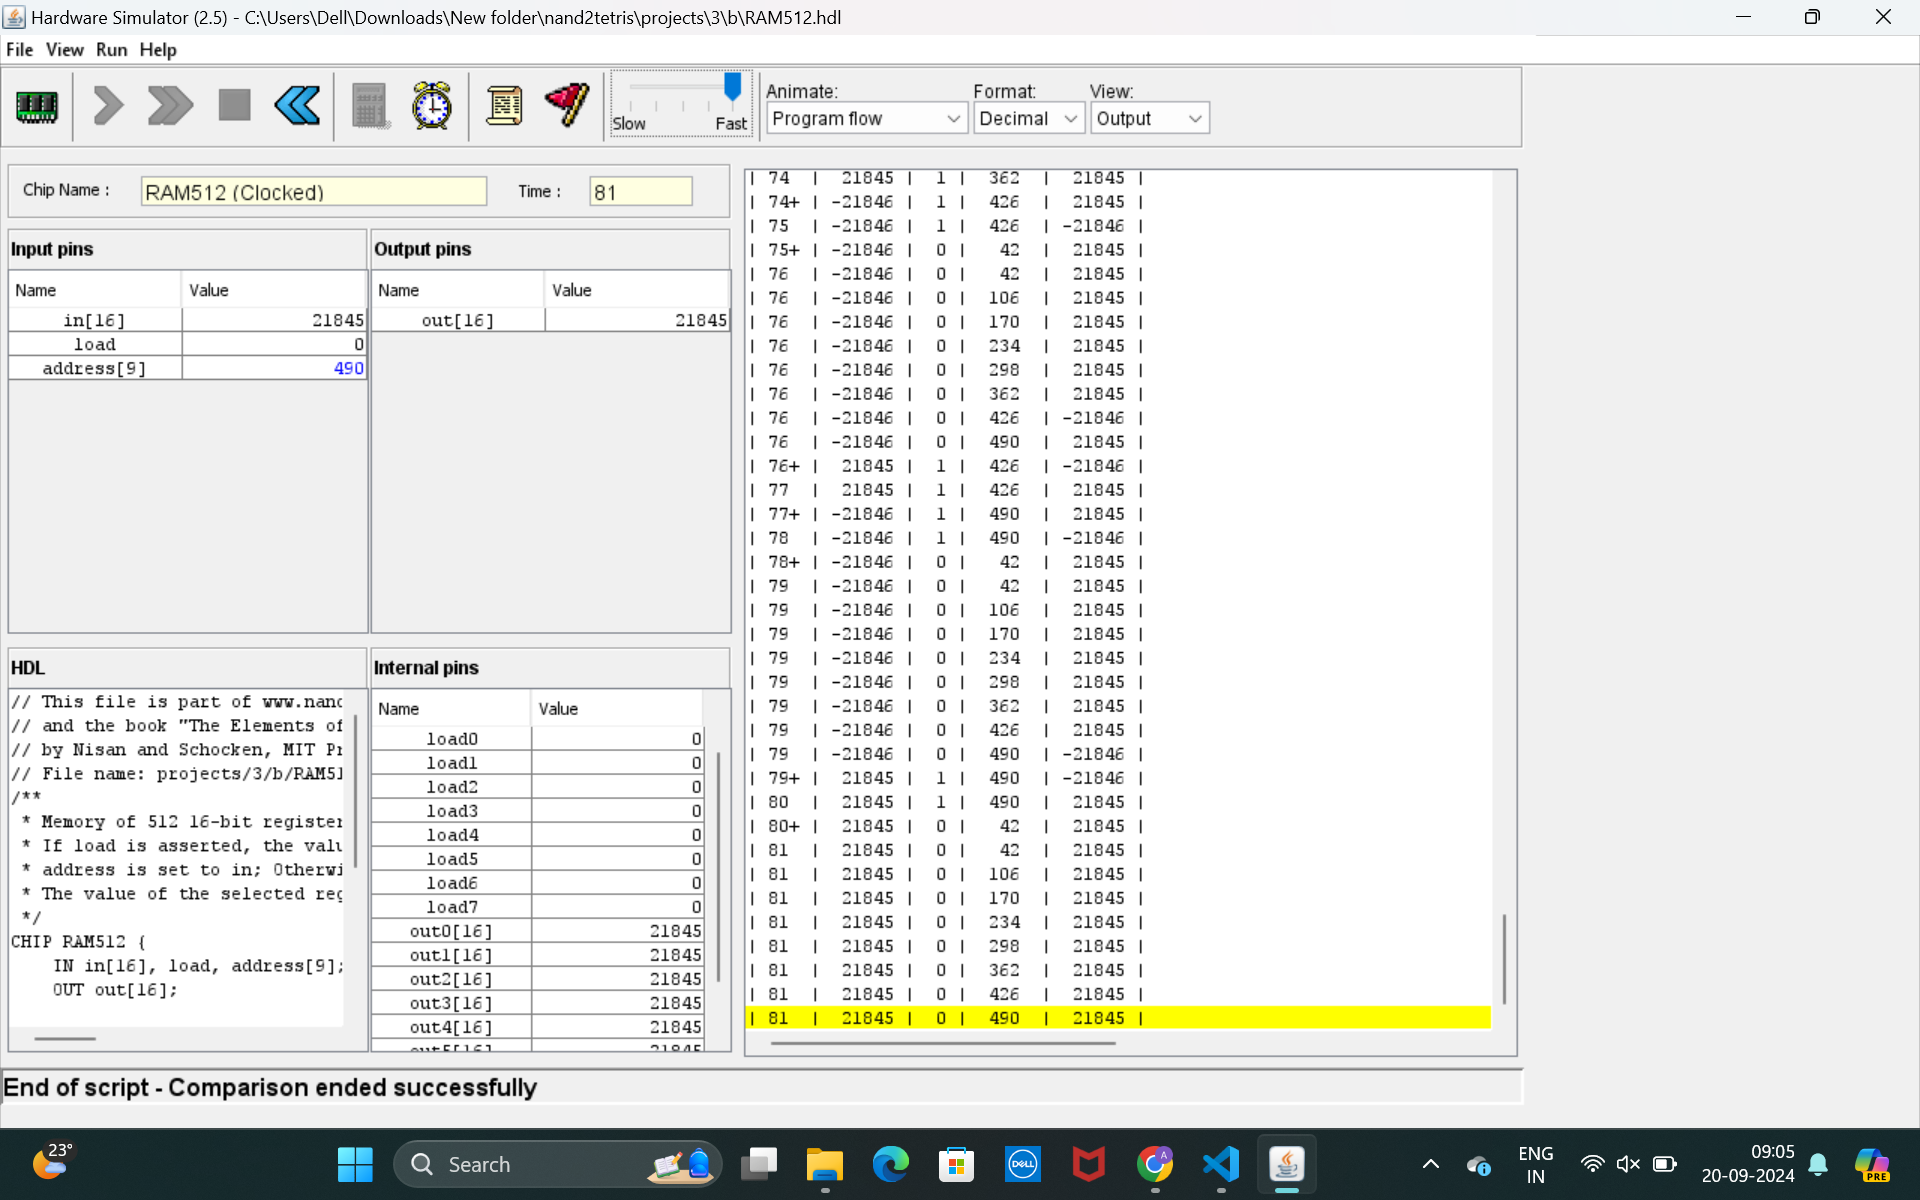 Hardware Simulator (2.5) - C:\Users\Dell\Downloads\New folder\nand2tetris\projects\3\b\RAM512.hdl
File View Run Help
Slow Fast
Animate: Format: View:
Program flow Decimal Output
Chip Name : RAM512 (Clocked) Time : 81
Input pins
Name Value
in[16] 21845
load 0
address[9] 490
Output pins
Name Value
out[16] 21845
HDL
// This file is part of www.nand
// and the book "The Elements of
// by Nisan and Schocken, MIT Pr
// File name: projects/3/b/RAM51
/**
* Memory of 512 16-bit register
* If load is asserted, the valu
* address is set to in; Otherwi
* The value of the selected reg
*/
CHIP RAM512 {
IN in[16], load, address[9];
OUT out[16];
Internal pins
Name Value
load0 0
load1 0
load2 0
load3 0
load4 0
load5 0
load6 0
load7 0
out0[16] 21845
out1[16] 21845
out2[16] 21845
out3[16] 21845
out4[16] 21845
out5[16] 21845
| 74 | 21845 | 1 | 362 | 21845 |
| 74+ | -21846 | 1 | 426 | 21845 |
| 75 | -21846 | 1 | 426 | -21846 |
| 75+ | -21846 | 0 | 42 | 21845 |
| 76 | -21846 | 0 | 42 | 21845 |
| 76 | -21846 | 0 | 106 | 21845 |
| 76 | -21846 | 0 | 170 | 21845 |
| 76 | -21846 | 0 | 234 | 21845 |
| 76 | -21846 | 0 | 298 | 21845 |
| 76 | -21846 | 0 | 362 | 21845 |
| 76 | -21846 | 0 | 426 | -21846 |
| 76 | -21846 | 0 | 490 | 21845 |
| 76+ | 21845 | 1 | 426 | -21846 |
| 77 | 21845 | 1 | 426 | 21845 |
| 77+ | -21846 | 1 | 490 | 21845 |
| 78 | -21846 | 1 | 490 | -21846 |
| 78+ | -21846 | 0 | 42 | 21845 |
| 79 | -21846 | 0 | 42 | 21845 |
| 79 | -21846 | 0 | 106 | 21845 |
| 79 | -21846 | 0 | 170 | 21845 |
| 79 | -21846 | 0 | 234 | 21845 |
| 79 | -21846 | 0 | 298 | 21845 |
| 79 | -21846 | 0 | 362 | 21845 |
| 79 | -21846 | 0 | 426 | 21845 |
| 79 | -21846 | 0 | 490 | -21846 |
| 79+ | 21845 | 1 | 490 | -21846 |
| 80 | 21845 | 1 | 490 | 21845 |
| 80+ | 21845 | 0 | 42 | 21845 |
| 81 | 21845 | 0 | 42 | 21845 |
| 81 | 21845 | 0 | 106 | 21845 |
| 81 | 21845 | 0 | 170 | 21845 |
| 81 | 21845 | 0 | 234 | 21845 |
| 81 | 21845 | 0 | 298 | 21845 |
| 81 | 21845 | 0 | 362 | 21845 |
| 81 | 21845 | 0 | 426 | 21845 |
| 81 | 21845 | 0 | 490 | 21845 |
End of script - Comparison ended successfully
23°
Search
DELL
A
ENG
IN
09:05
20-09-2024
PRE